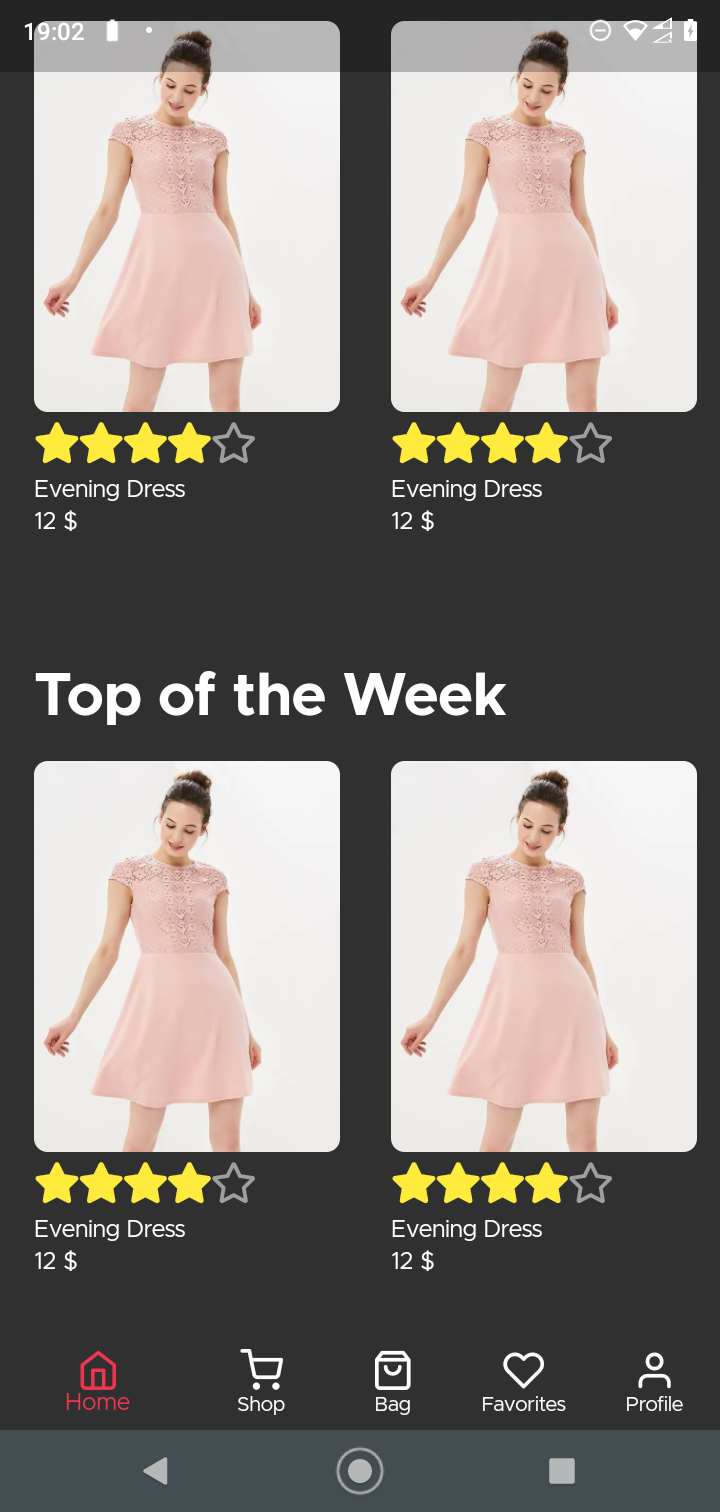 19:02
Evening Dress Evening Dress
12 $ 12 $
Top of the Week
Evening Dress Evening Dress
12 $ 12 $
Home Shop Bag Favorites Profile